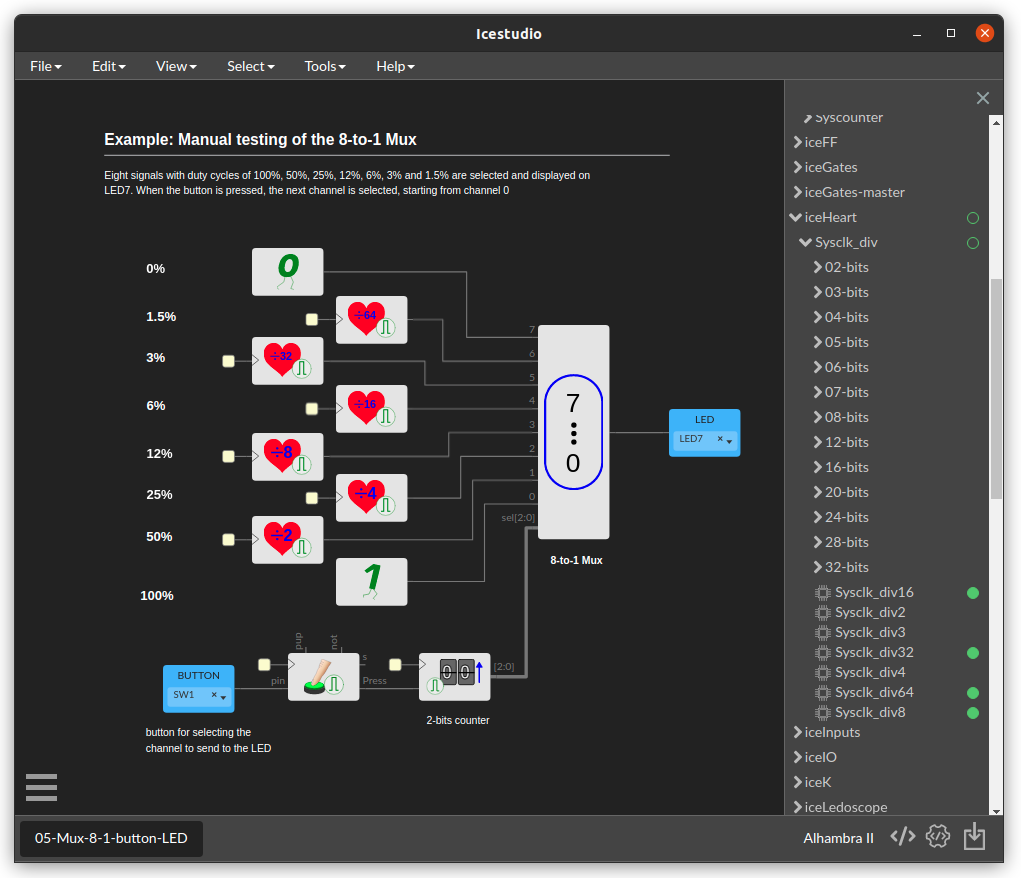 Icestudio
File Edit View Select Tools Help
Example: Manual testing of the 8-to-1 Mux
Eight signals with duty cycles of 100%, 50%, 25%, 12%, 6%, 3% and 1.5% are selected and displayed on
LED7. When the button is pressed, the next channel is selected, starting from channel 0
0%
0
1.5%
÷64
3%
÷32
6%
÷16
12%
÷8
25%
÷4
50%
÷2
100%
1
7
6
5
4
3
2
1
0
sel[2:0]
7
0
8-to-1 Mux
LED
LED7
BUTTON
SW1
button for selecting the
channel to send to the LED
pup
not
pin
s
Press
00
[2:0]
2-bits counter
Syscounter
iceFF
iceGates
iceGates-master
iceHeart
Sysclk_div
02-bits
03-bits
04-bits
05-bits
06-bits
07-bits
08-bits
12-bits
16-bits
20-bits
24-bits
28-bits
32-bits
Sysclk_div16
Sysclk_div2
Sysclk_div3
Sysclk_div32
Sysclk_div4
Sysclk_div64
Sysclk_div8
iceInputs
iceIO
iceK
iceLedoscope
05-Mux-8-1-button-LED
Alhambra II